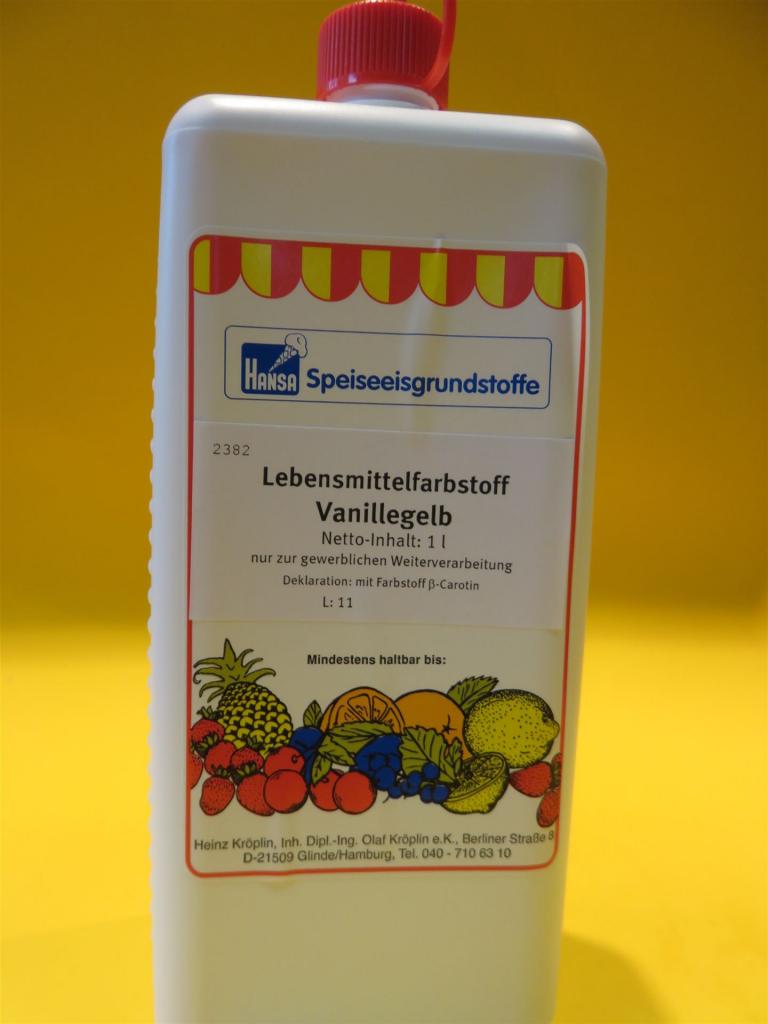 HANSA Speiseeisgrundstoffe
2382
Lebensmittelfarbstoff
Vanillegelb
Netto-Inhalt: 1 l
nur zur gewerblichen Weiterverarbeitung
Deklaration: mit Farbstoff β-Carotin
L: 11
Mindestens haltbar bis:
Heinz Kröplin, Inh. Dipl.-Ing. Olaf Kröplin e.K., Berliner Straße 8
D-21509 Glinde/Hamburg, Tel. 040 - 710 63 10